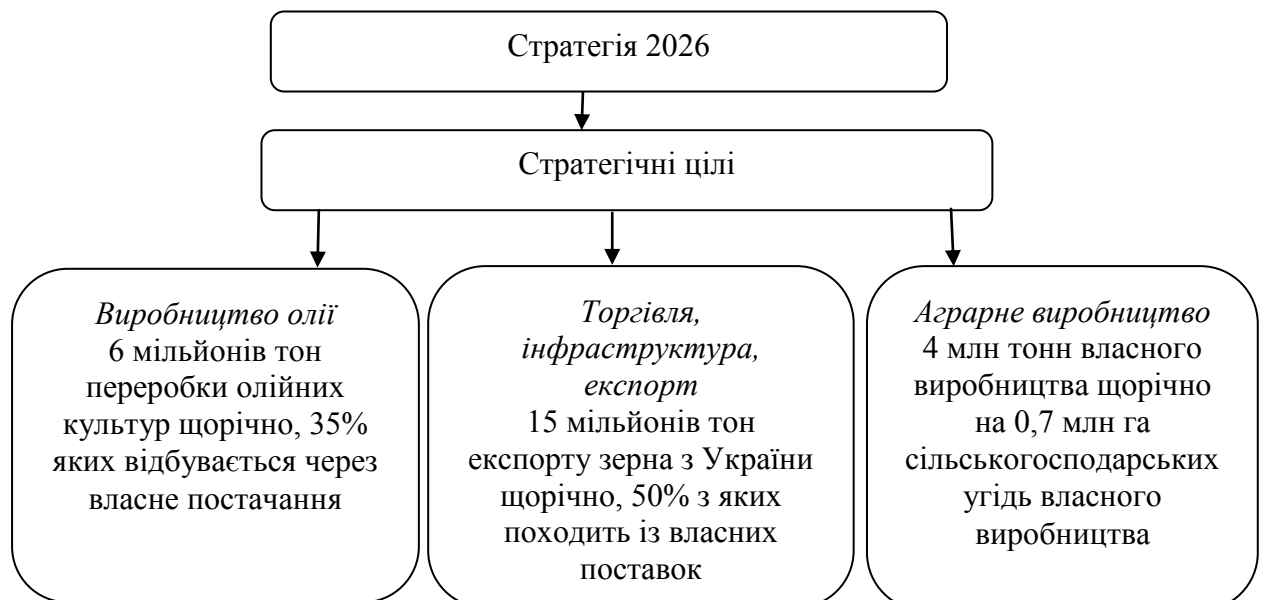 Стратегія 2026
Стратегічні цілі
Виробництво олії
6 мільйонів тон
переробки олійних
культур щорічно, 35%
яких відбувається через
власне постачання
Торгівля,
інфраструктура,
експорт
15 мільйонів тон
експорту зерна з України
щорічно, 50% з яких
походить із власних
поставок
Аграрне виробництво
4 млн тонн власного
виробництва щорічно
на 0,7 млн га
сільськогосподарських
угідь власного
виробництва